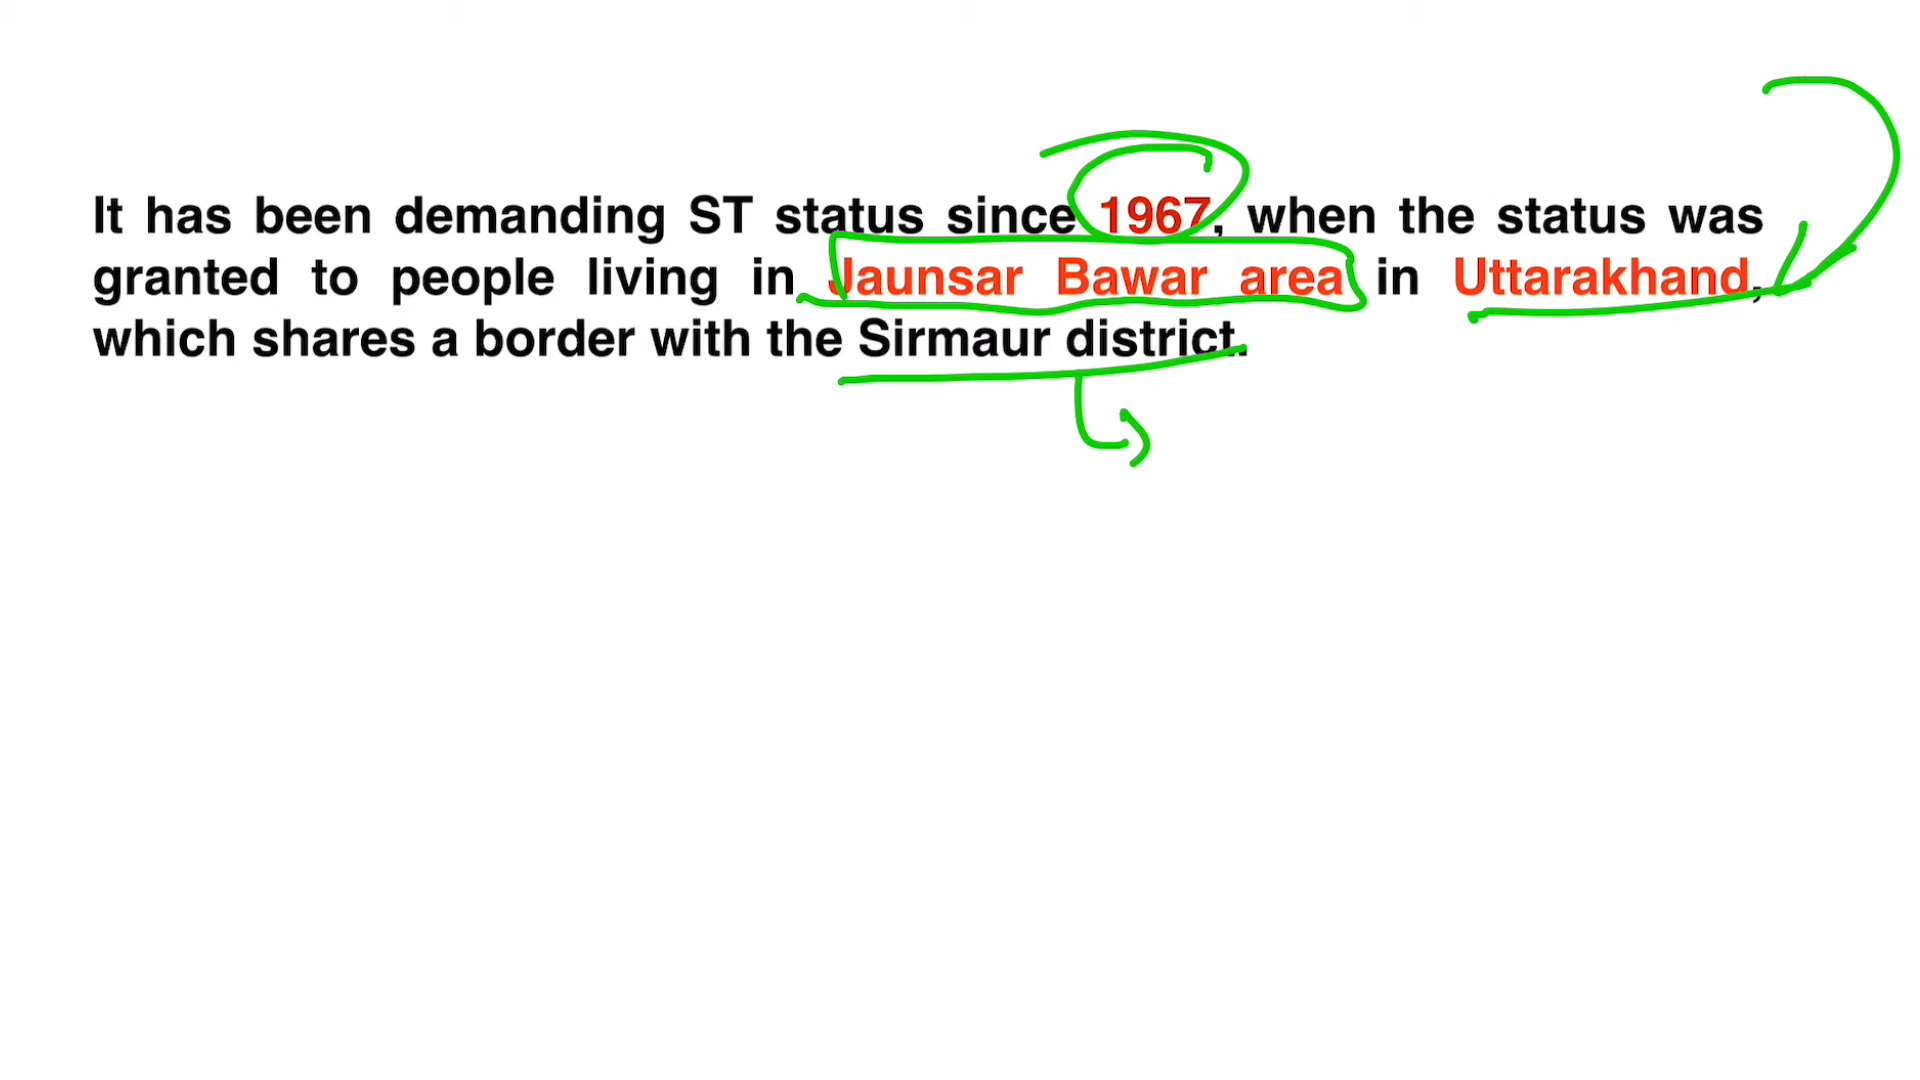 It has been demanding ST status since 1967, when the status was
granted to people living in Jaunsar Bawar area in Uttarakhand,
which shares a border with the Sirmaur district.